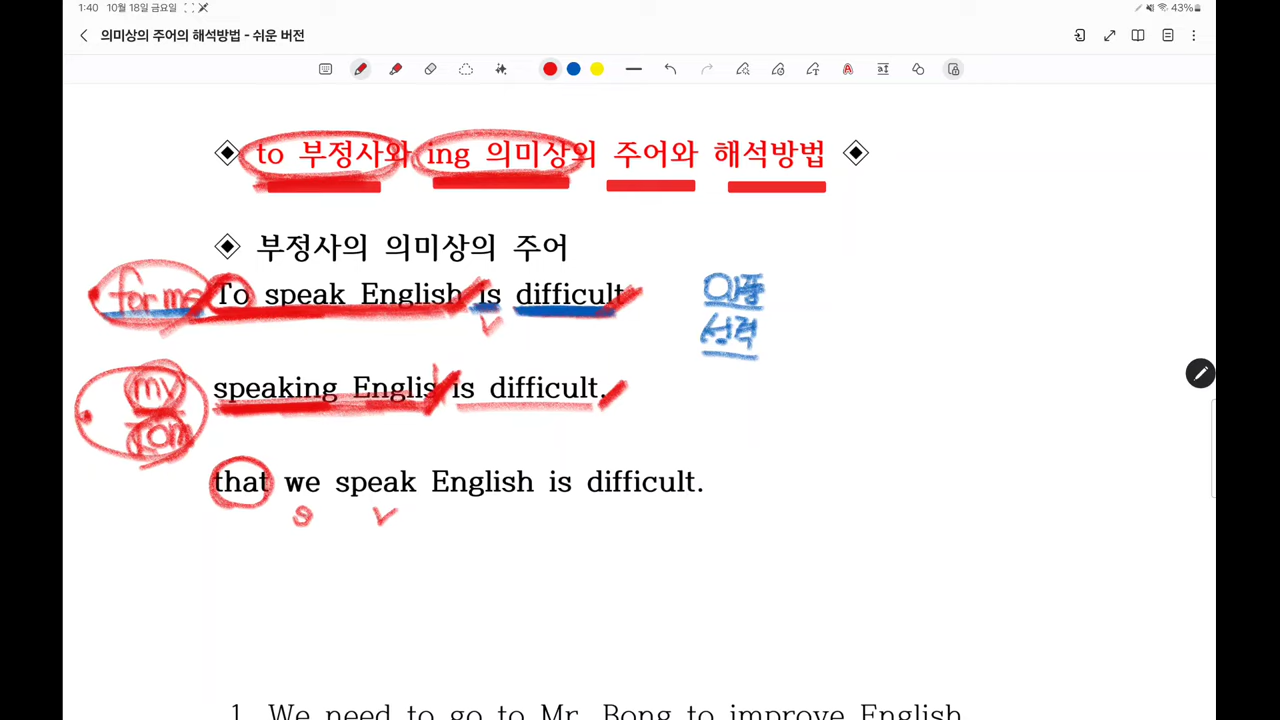 1:40 10월 18일 금요일 43%
의미상의 주어의 해석방법 - 쉬운 버전
◈ to 부정사와 ing 의미상의 주어와 해석방법 ◈
◈ 부정사의 의미상의 주어
for me To speak English is difficult
v
성격
my speaking Englis is difficult.
Tom
that we speak English is difficult.
s v
1. We need to go to Mr. Bong to improve English